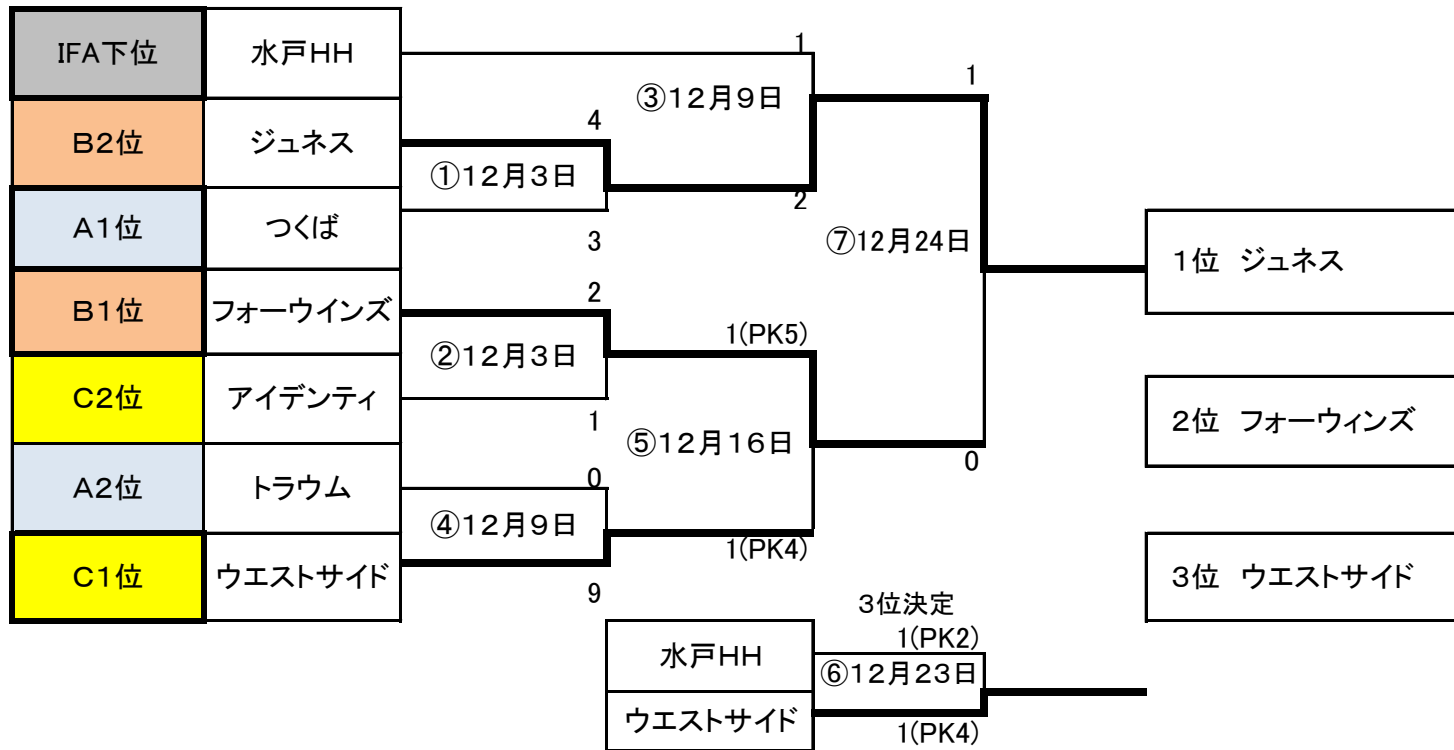 IFA下位 水戸HH
1
1
③12月9日
B2位 ジュネス
4
①12月3日
2
A1位 つくば
3
⑦12月24日
1位 ジュネス
B1位 フォーウインズ
2
1(PK5)
②12月3日
C2位 アイデンティ
1
⑤12月16日
2位 フォーウィンズ
0
A2位 トラウム
0
④12月9日
1(PK4)
C1位 ウエストサイド
9
3位 ウエストサイド
3位決定
1(PK2)
水戸HH
⑥12月23日
ウエストサイド
1(PK4)